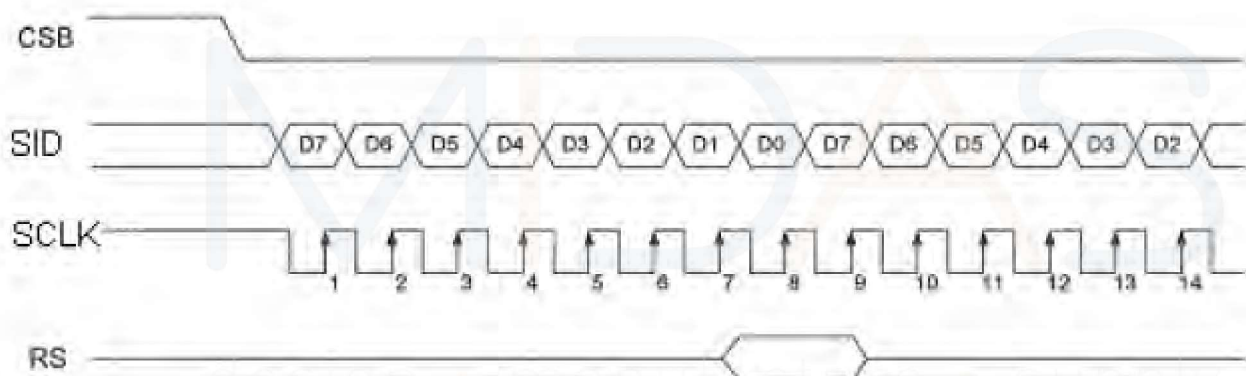 CSB
MIDAS
SID D7 D6 D5 D4 D3 D2 D1 D0 D7 D6 D5 D4 D3 D2
SCLK
1 2 3 4 5 6 7 8 9 10 11 12 13 14
RS